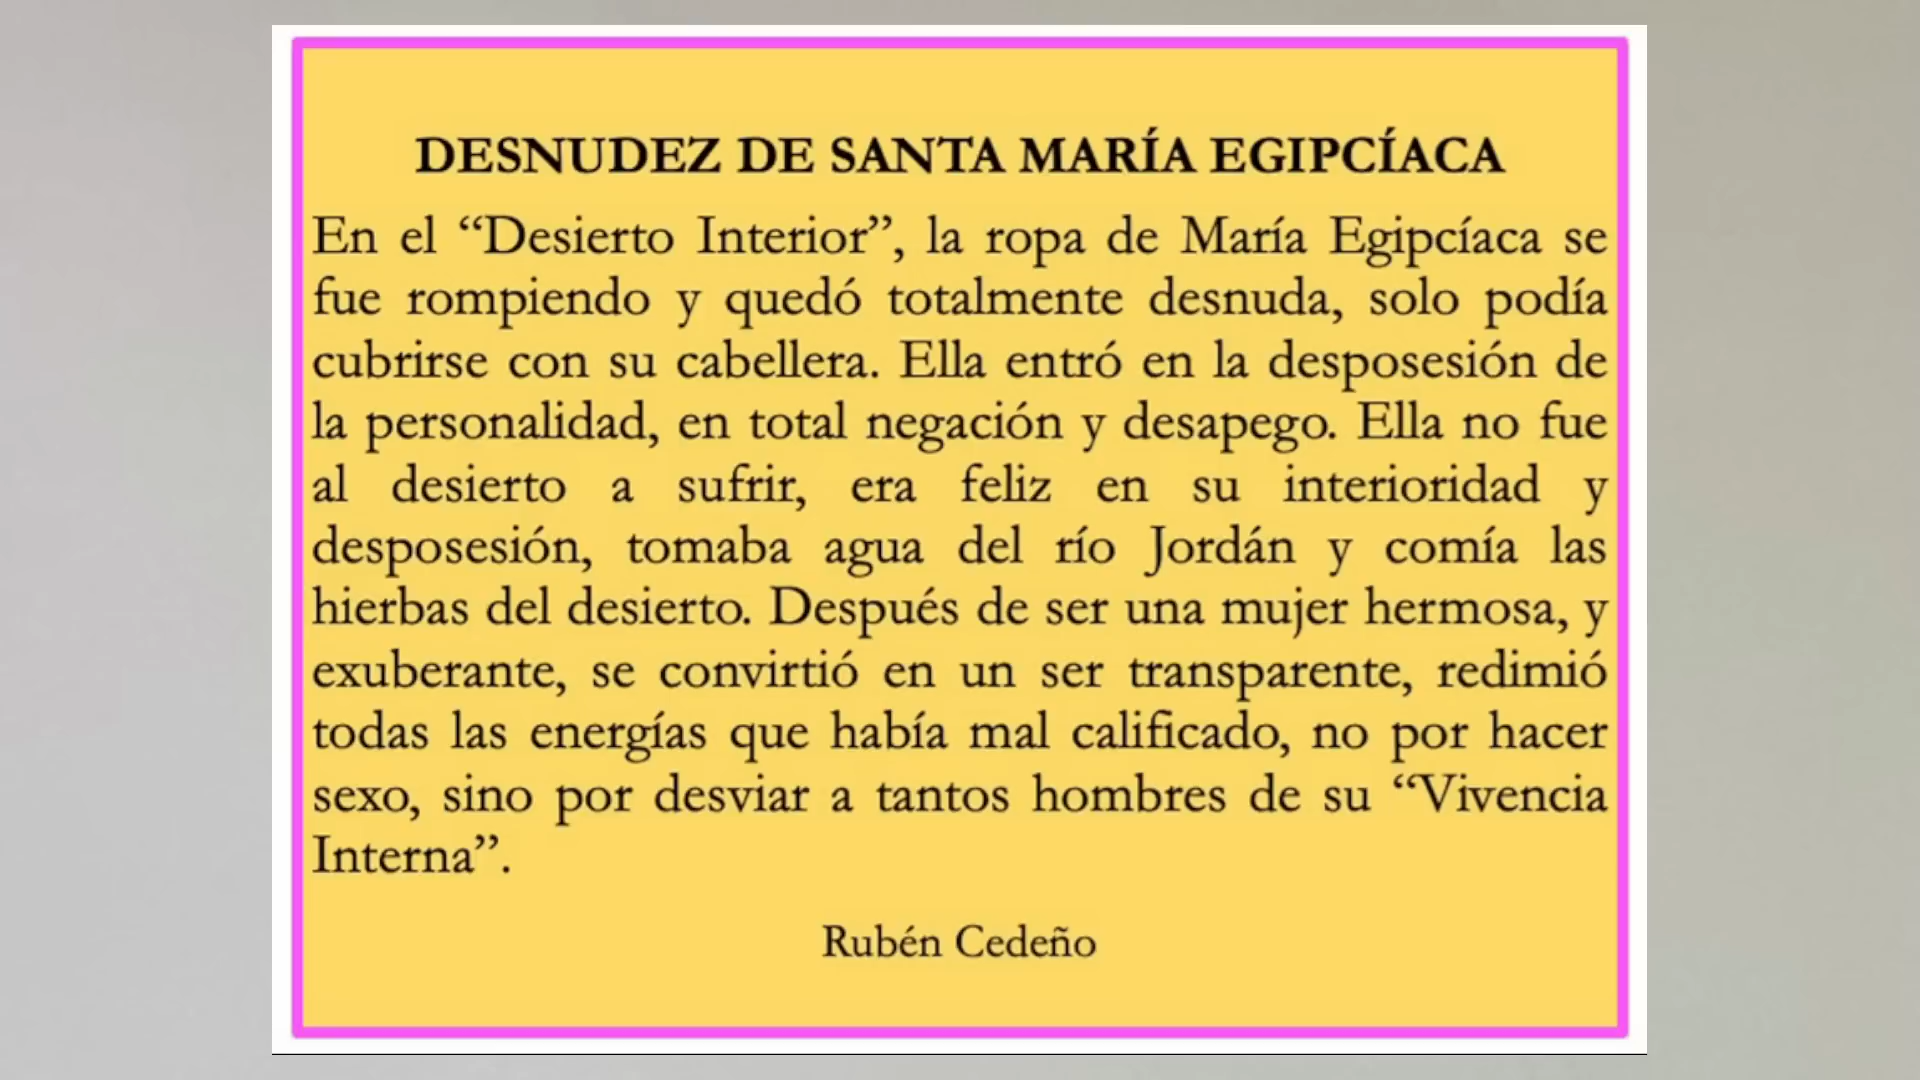 DESNUDEZ DE SANTA MARÍA EGIPCÍACA
En el “Desierto Interior”, la ropa de María Egipcíaca se
fue rompiendo y quedó totalmente desnuda, solo podía
cubrirse con su cabellera. Ella entró en la desposesión de
la personalidad, en total negación y desapego. Ella no fue
al desierto a sufrir, era feliz en su interioridad y
desposesión, tomaba agua del río Jordán y comía las
hierbas del desierto. Después de ser una mujer hermosa, y
exuberante, se convirtió en un ser transparente, redimió
todas las energías que había mal calificado, no por hacer
sexo, sino por desviar a tantos hombres de su “Vivencia
Interna”.
Rubén Cedeño